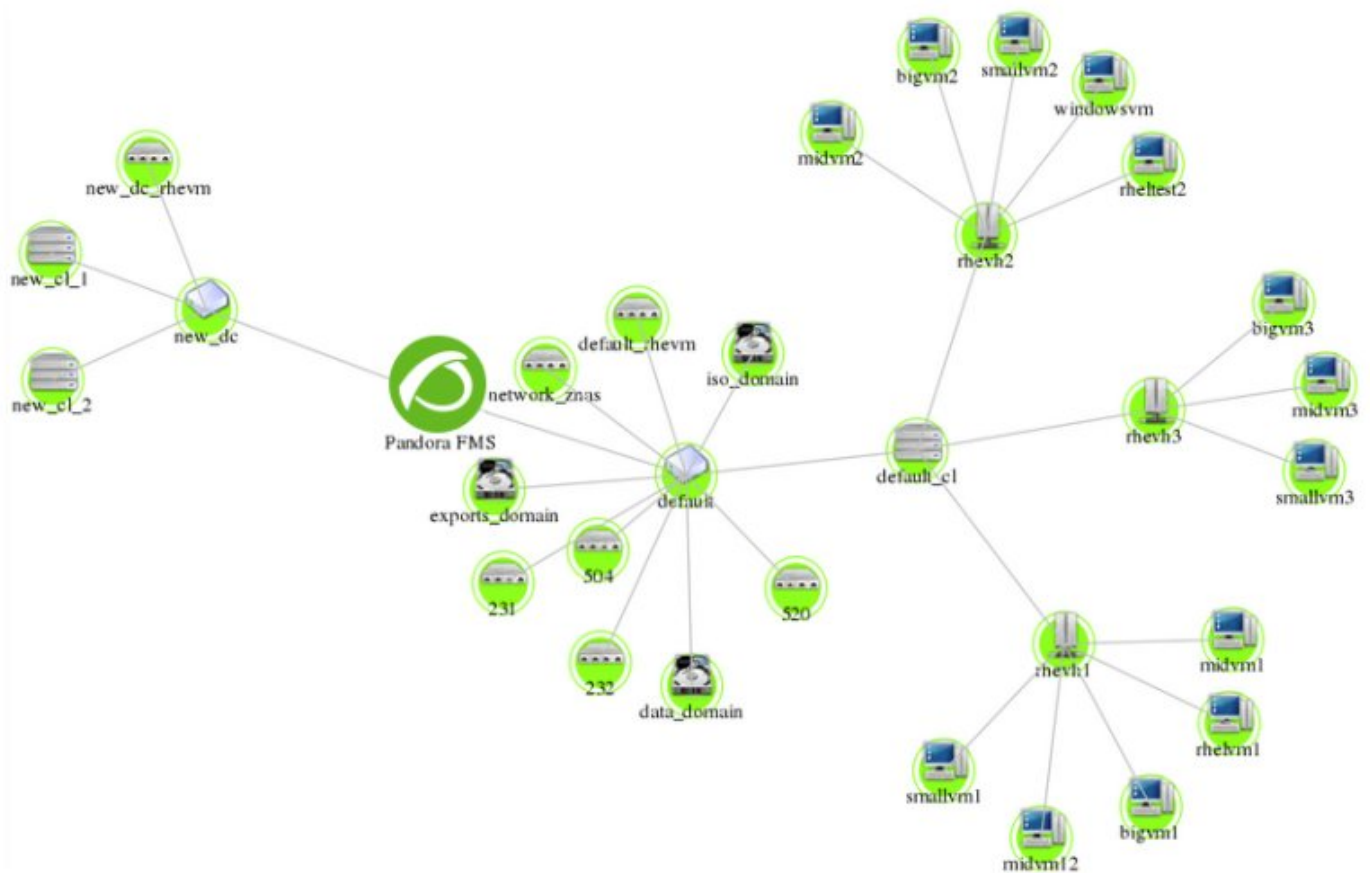 bigvm2
smallvm2
windowsvm
midvm2
new_dc_rhevm
rheltest2
rhevh2
new_cl_1
bigvm3
new_dc
default_rhevm
iso_domain
network_znas
new_cl_2
midvm3
rhevh3
Pandora FMS
default_cl
smallvm3
default
exports_domain
504
231
520
rhevh1
midvm1
232
data_domain
rhelvm1
smallvm1
bigvm1
midvm12